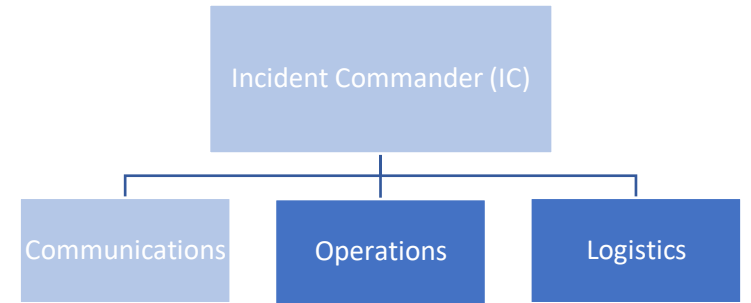 Incident Commander (IC)
Communications
Operations
Logistics